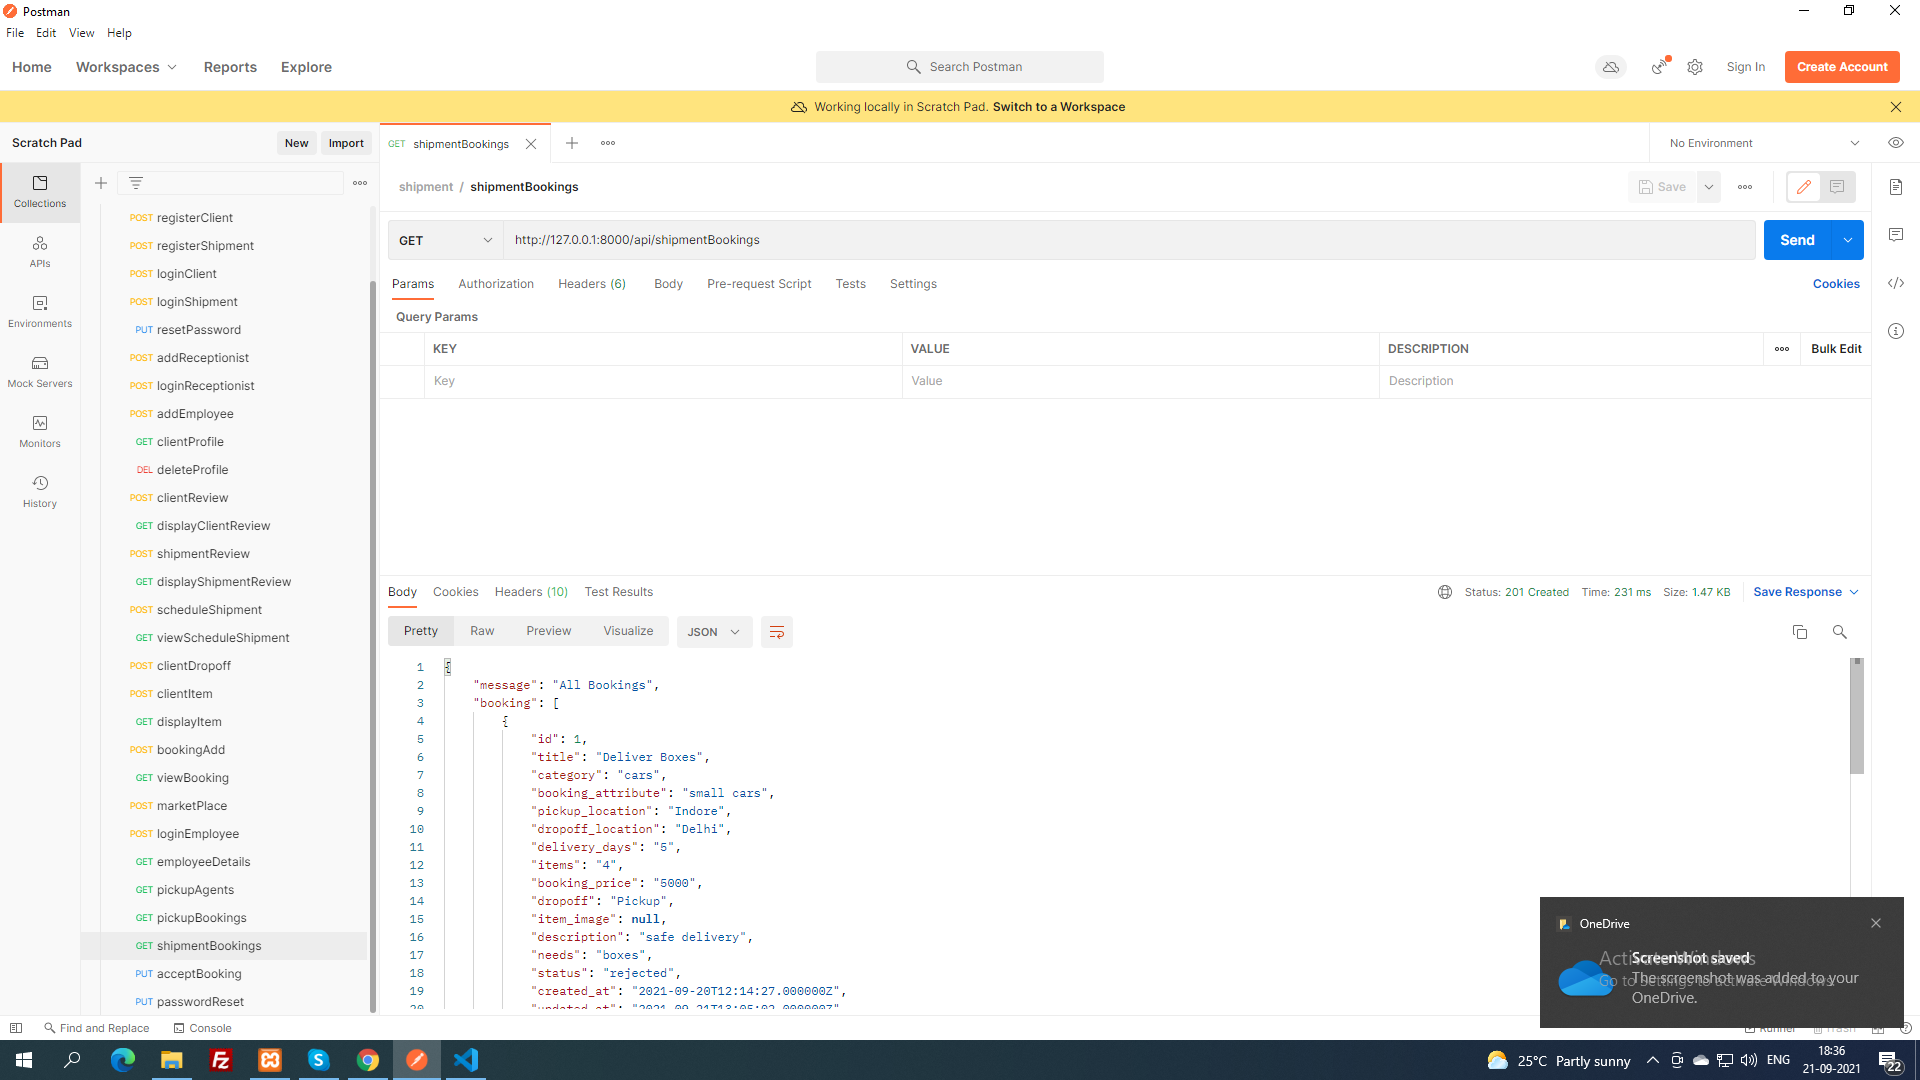 Postman
File Edit View Help
Home Workspaces Reports Explore
Search Postman
Sign In
Create Account
Working locally in Scratch Pad. Switch to a Workspace
Scratch Pad
New
Import
GET shipmentBookings
No Environment
Collections
APIs
Environments
Mock Servers
Monitors
History
POST registerClient
POST registerShipment
POST loginClient
POST loginShipment
PUT resetPassword
POST addReceptionist
POST loginReceptionist
POST addEmployee
GET clientProfile
DEL deleteProfile
POST clientReview
GET displayClientReview
POST shipmentReview
GET displayShipmentReview
POST scheduleShipment
GET viewScheduleShipment
POST clientDropoff
POST clientItem
GET displayItem
POST bookingAdd
GET viewBooking
POST marketPlace
POST loginEmployee
GET employeeDetails
GET pickupAgents
GET pickupBookings
GET shipmentBookings
PUT acceptBooking
PUT passwordReset
shipment / shipmentBookings
Save
GET
http://127.0.0.1:8000/api/shipmentBookings
Send
Params Authorization Headers (6) Body Pre-request Script Tests Settings
Cookies
Query Params
KEY VALUE DESCRIPTION
Bulk Edit
Key Value Description
Body Cookies Headers (10) Test Results
Status: 201 Created Time: 231 ms Size: 1.47 KB
Save Response
Pretty Raw Preview Visualize
JSON
1 {
2 "message": "All Bookings",
3 "booking": [
4 {
5 "id": 1,
6 "title": "Deliver Boxes",
7 "category": "cars",
8 "booking_attribute": "small cars",
9 "pickup_location": "Indore",
10 "dropoff_location": "Delhi",
11 "delivery_days": "5",
12 "items": "4",
13 "booking_price": "5000",
14 "dropoff": "Pickup",
15 "item_image": null,
16 "description": "safe delivery",
17 "needs": "boxes",
18 "status": "rejected",
19 "created_at": "2021-09-20T12:14:27.000000Z",
20 "updated_at": "2021-09-21T13:05:02.000000Z"
OneDrive
Activate Windows
Go to Settings to activate Windows.
Screenshot saved
The screenshot was added to your
OneDrive.
Find and Replace
Console
Runner
Trash
25°C Partly sunny
ENG
18:36
21-09-2021
22